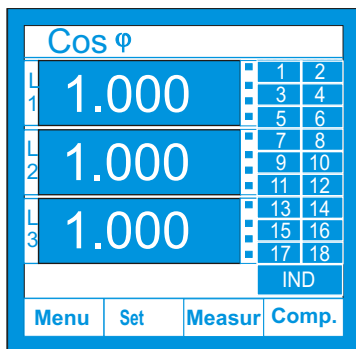 Cos φ
L1 1.000
L2 1.000
L3 1.000
1 2
3 4
5 6
7 8
9 10
11 12
13 14
15 16
17 18
IND
Menu Set Measur Comp.